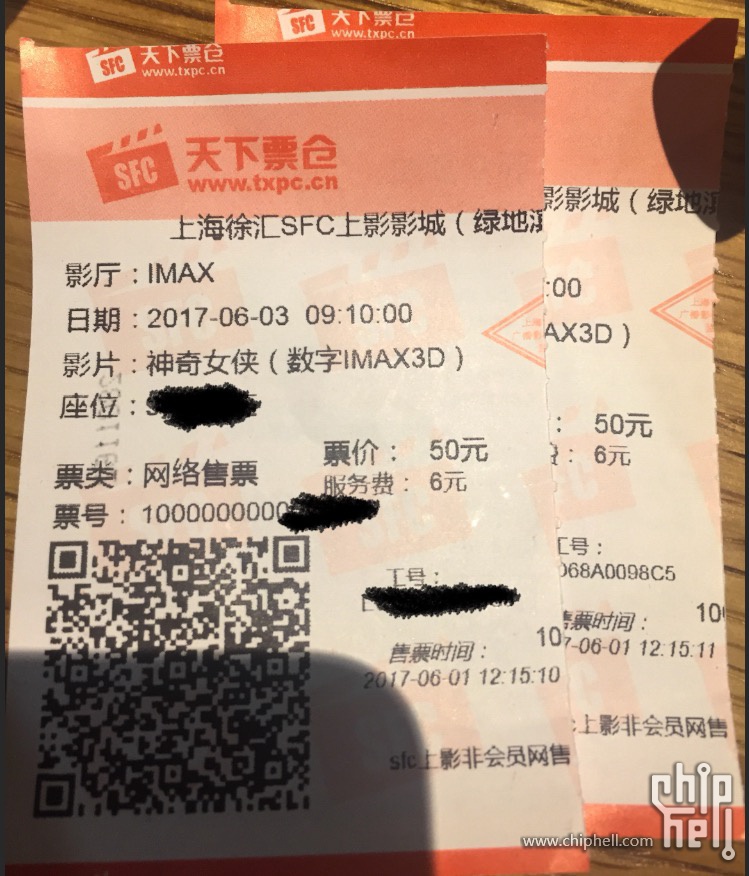 SFC 天下票仓
www.txpc.cn
SFC 天下票仓
www.txpc.cn
SFC 天下票仓
www.txpc.cn
上海徐汇SFC上影影城（绿地滨
影厅：IMAX
日期：2017-06-03 09:10:00
影片：神奇女侠（数字IMAX3D）
座位：
票类：网络售票
票价： 50元
服务费： 6元
票号：1000000000
工号：
售票时间： 10
2017-06-01 12:15:10
sfc上影非会员网售
影影城（绿地滨
:00
AX3D）
： 50元
： 6元
工号：
D68A0098C5
售票时间： 10
7-06-01 12:15:11
上影非会员网售
chip hell
www.chiphell.com